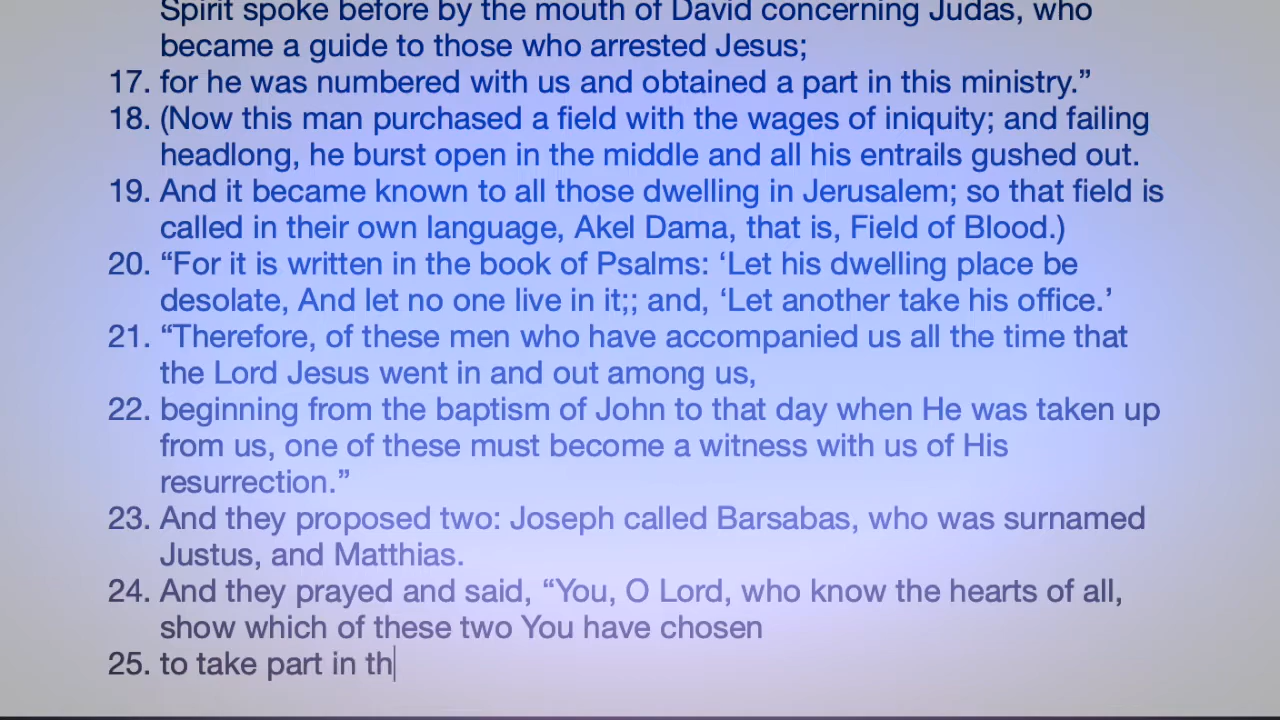 Spirit spoke before by the mouth of David concerning Judas, who
became a guide to those who arrested Jesus;
17. for he was numbered with us and obtained a part in this ministry.”
18. (Now this man purchased a field with the wages of iniquity; and failing
headlong, he burst open in the middle and all his entrails gushed out.
19. And it became known to all those dwelling in Jerusalem; so that field is
called in their own language, Akel Dama, that is, Field of Blood.)
20. “For it is written in the book of Psalms: ‘Let his dwelling place be
desolate, And let no one live in it;; and, ‘Let another take his office.’
21. “Therefore, of these men who have accompanied us all the time that
the Lord Jesus went in and out among us,
22. beginning from the baptism of John to that day when He was taken up
from us, one of these must become a witness with us of His
resurrection.”
23. And they proposed two: Joseph called Barsabas, who was surnamed
Justus, and Matthias.
24. And they prayed and said, “You, O Lord, who know the hearts of all,
show which of these two You have chosen
25. to take part in th